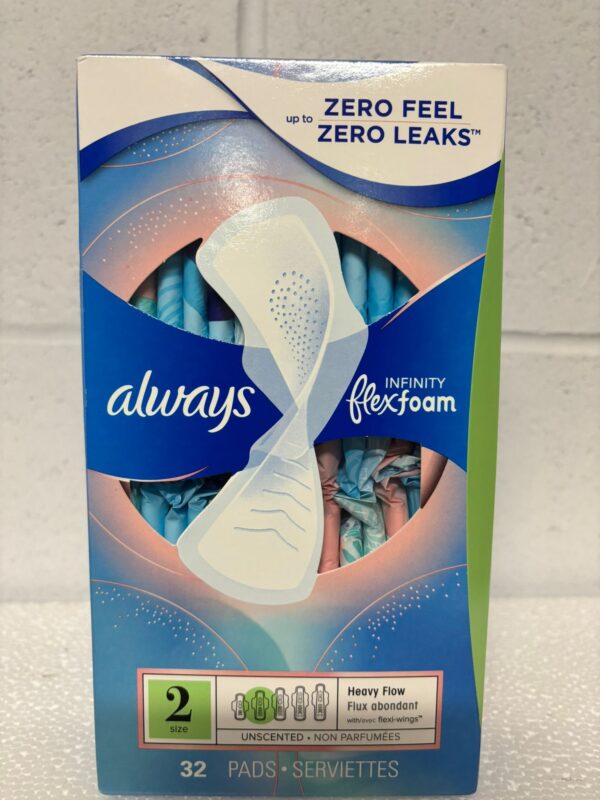 up to ZERO FEEL
ZERO LEAKS™
always
INFINITY
flexfoam
2
size
Heavy Flow
Flux abondant
with/avec flexi-wings™
UNSCENTED • NON PARFUMÉES
32 PADS • SERVIETTES